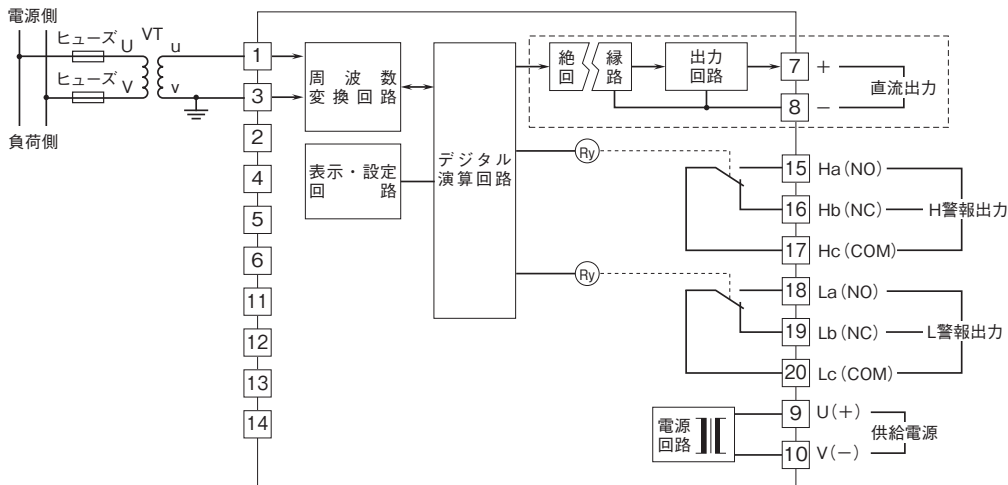 電源側
ヒューズ U VT u
ヒューズ V v
負荷側
1
3
2
4
5
6
11
12
13
14
周波数
変換回路
表示・設定
回路
デジタル
演算回路
絶縁
回路
出力
回路
Ry
Ry
7 +
8 −
直流出力
15 Ha(NO)
16 Hb(NC)
17 Hc(COM)
H警報出力
18 La(NO)
19 Lb(NC)
20 Lc(COM)
L警報出力
電源
回路
9 U(+)
10 V(−)
供給電源